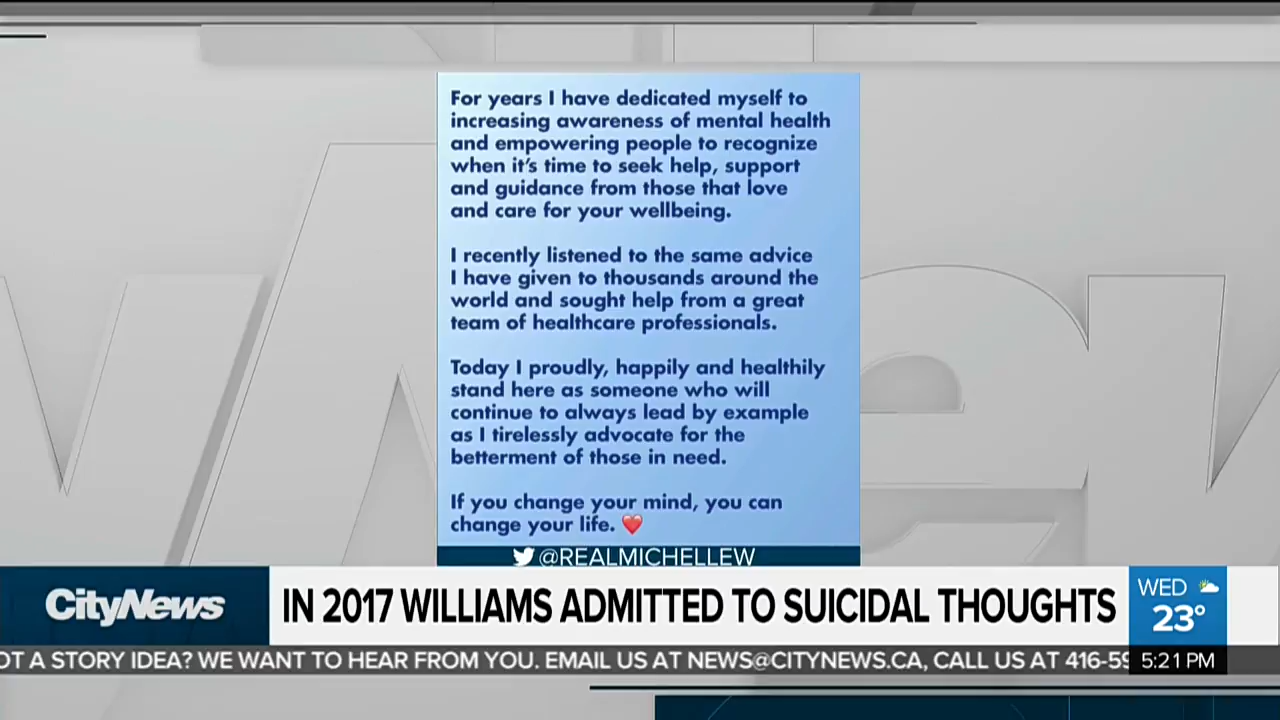 For years I have dedicated myself to
increasing awareness of mental health
and empowering people to recognize
when it's time to seek help, support
and guidance from those that love
and care for your wellbeing.
I recently listened to the same advice
I have given to thousands around the
world and sought help from a great
team of healthcare professionals.
Today I proudly, happily and healthily
stand here as someone who will
continue to always lead by example
as I tirelessly advocate for the
betterment of those in need.
If you change your mind, you can
change your life. ❤️
@REALMICHELLEW
CityNews
IN 2017 WILLIAMS ADMITTED TO SUICIDAL THOUGHTS
WED
23°
OT A STORY IDEA? WE WANT TO HEAR FROM YOU. EMAIL US AT NEWS@CITYNEWS.CA, CALL US AT 416-59
5:21 PM